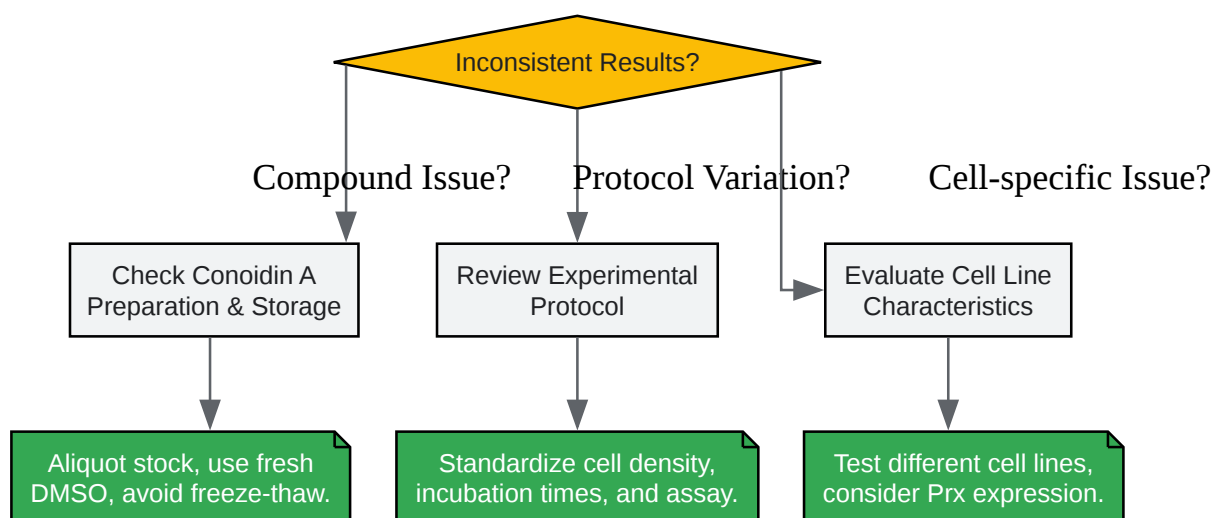 Inconsistent Results?
Compound Issue?
Protocol Variation?
Cell-specific Issue?
Check Conoidin A
Preparation & Storage
Review Experimental
Protocol
Evaluate Cell Line
Characteristics
Aliquot stock, use fresh
DMSO, avoid freeze-thaw.
Standardize cell density,
incubation times, and assay.
Test different cell lines,
consider Prx expression.